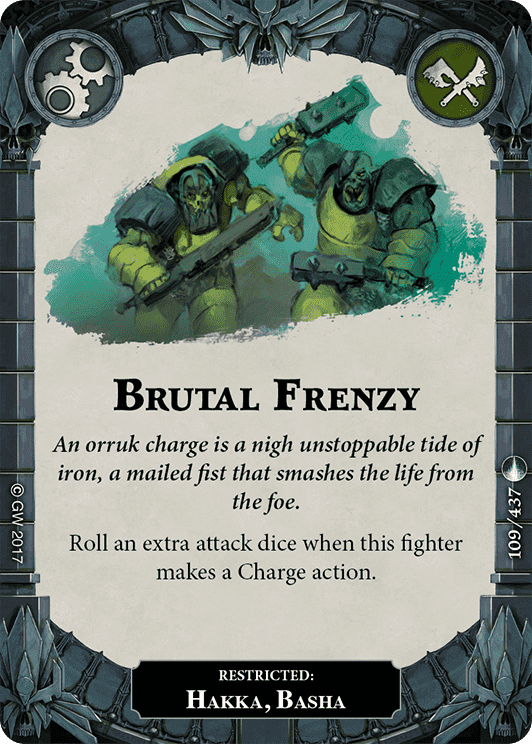 Brutal Frenzy
An orruk charge is a nigh unstoppable tide of
iron, a mailed fist that smashes the life from
the foe.
Roll an extra attack dice when this fighter
makes a Charge action.
© GW 2017
109/437
RESTRICTED:
Hakka, Basha